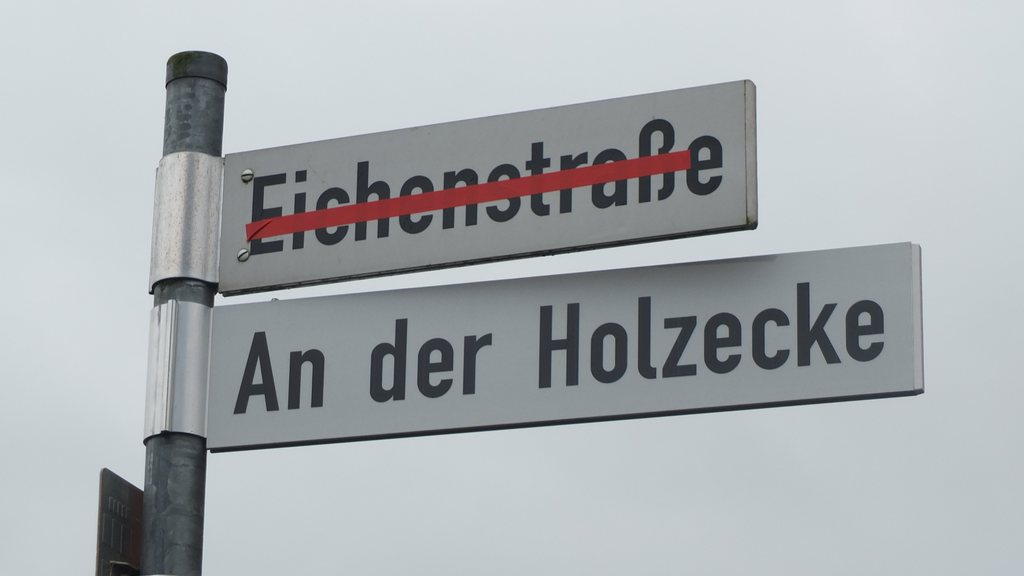 Eichenstraße
An der Holzecke